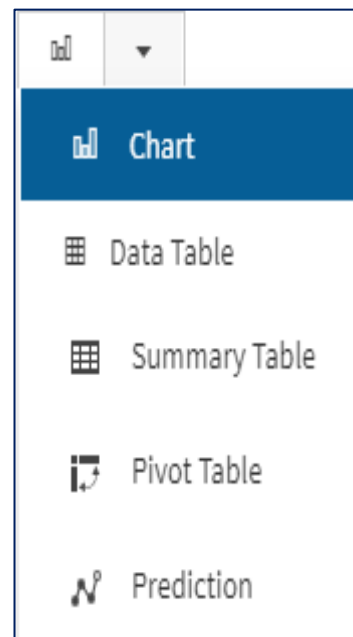 Chart
Data Table
Summary Table
Pivot Table
Prediction